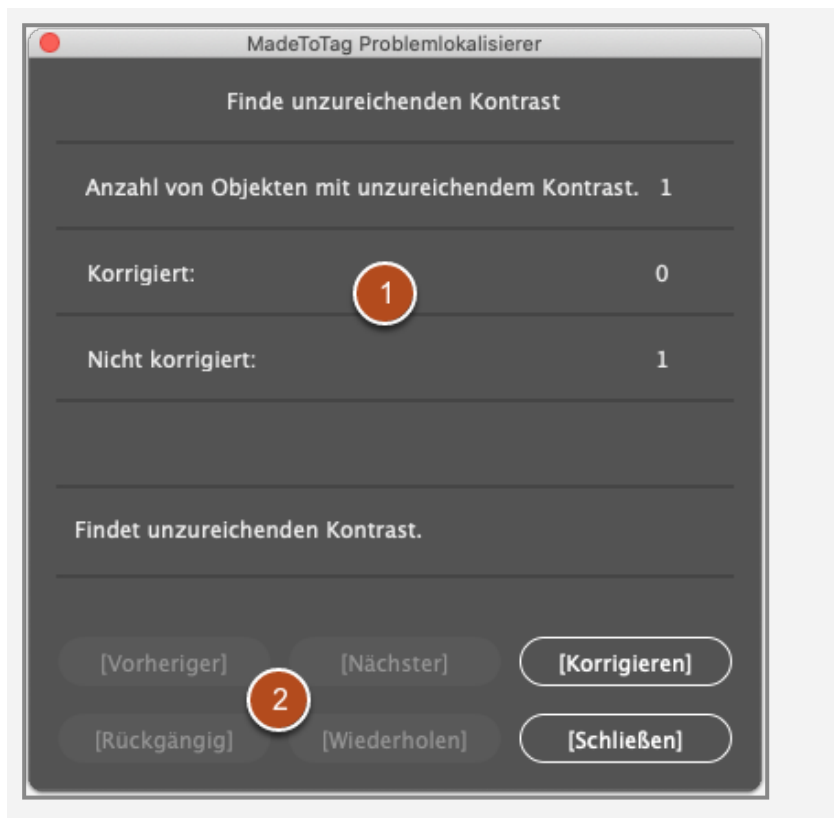 MadeToTag Problemlokalisierer
Finde unzureichenden Kontrast
Anzahl von Objekten mit unzureichendem Kontrast. 1
Korrigiert: 1 0
Nicht korrigiert: 1
Findet unzureichenden Kontrast.
[Vorheriger] [Nächster] [Korrigieren]
2
[Rückgängig] [Wiederholen] [Schließen]